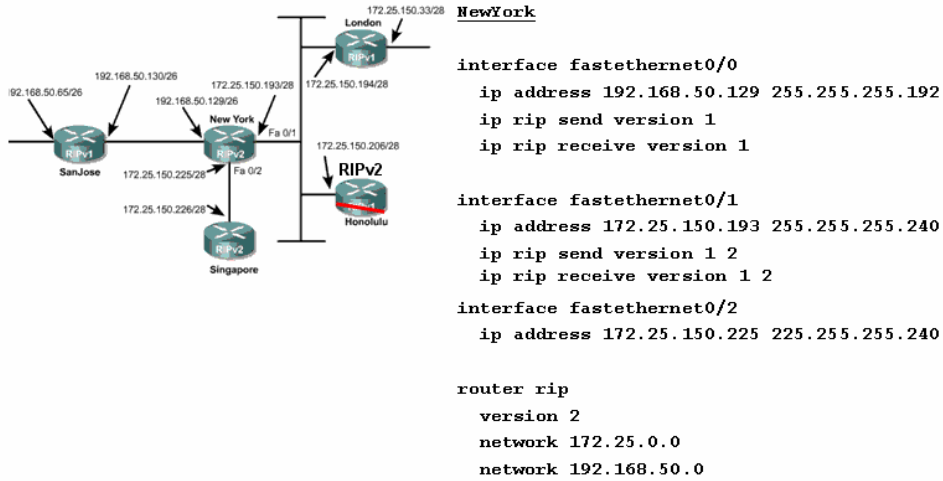 172.25.150.33/28
London
RIPv1
192.168.50.130/26
192.168.50.65/26
172.25.150.193/28
172.25.150.194/28
192.168.50.129/26
New York
Fa 0/1
RIPv1
RIPv2
SanJose
172.25.150.206/28
Fa 0/2
RIPv2
172.25.150.225/28
Honolulu
172.25.150.226/28
RIPv2
Singapore
NewYork
interface fastethernet0/0
ip address 192.168.50.129 255.255.255.192
ip rip send version 1
ip rip receive version 1
interface fastethernet0/1
ip address 172.25.150.193 255.255.255.240
ip rip send version 1 2
ip rip receive version 1 2
interface fastethernet0/2
ip address 172.25.150.225 225.255.255.240
router rip
version 2
network 172.25.0.0
network 192.168.50.0